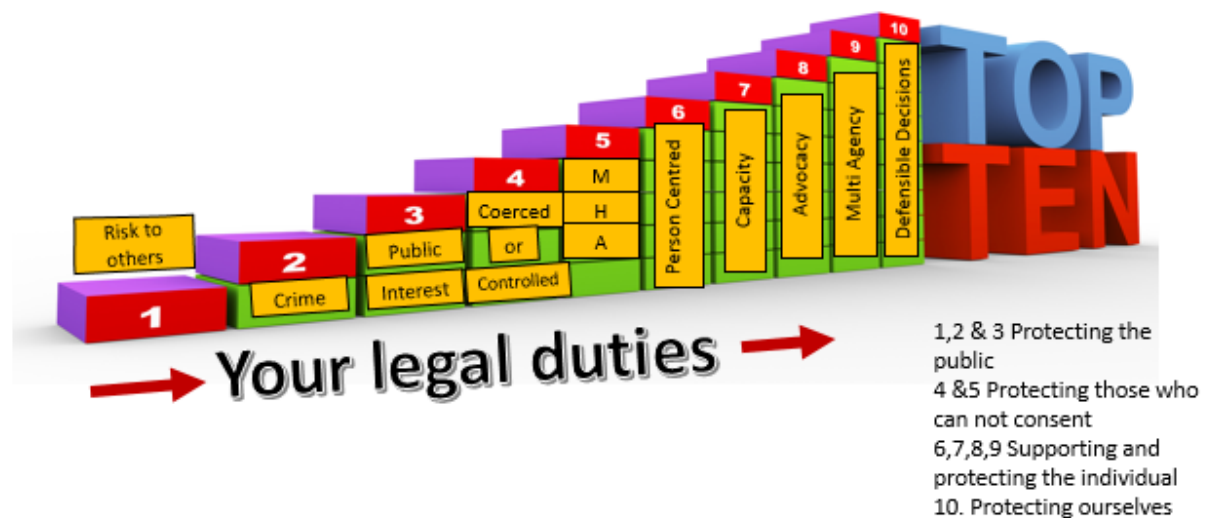 1
Risk to
others
2
Crime
3
Public
Interest
4
Coerced
or
Controlled
5
M
H
A
6
Person Centred
7
Capacity
8
Advocacy
9
Multi Agency
10
Defensible Decisions
TOP
TEN
Your legal duties
1,2 & 3 Protecting the
public
4 &5 Protecting those who
can not consent
6,7,8,9 Supporting and
protecting the individual
10. Protecting ourselves